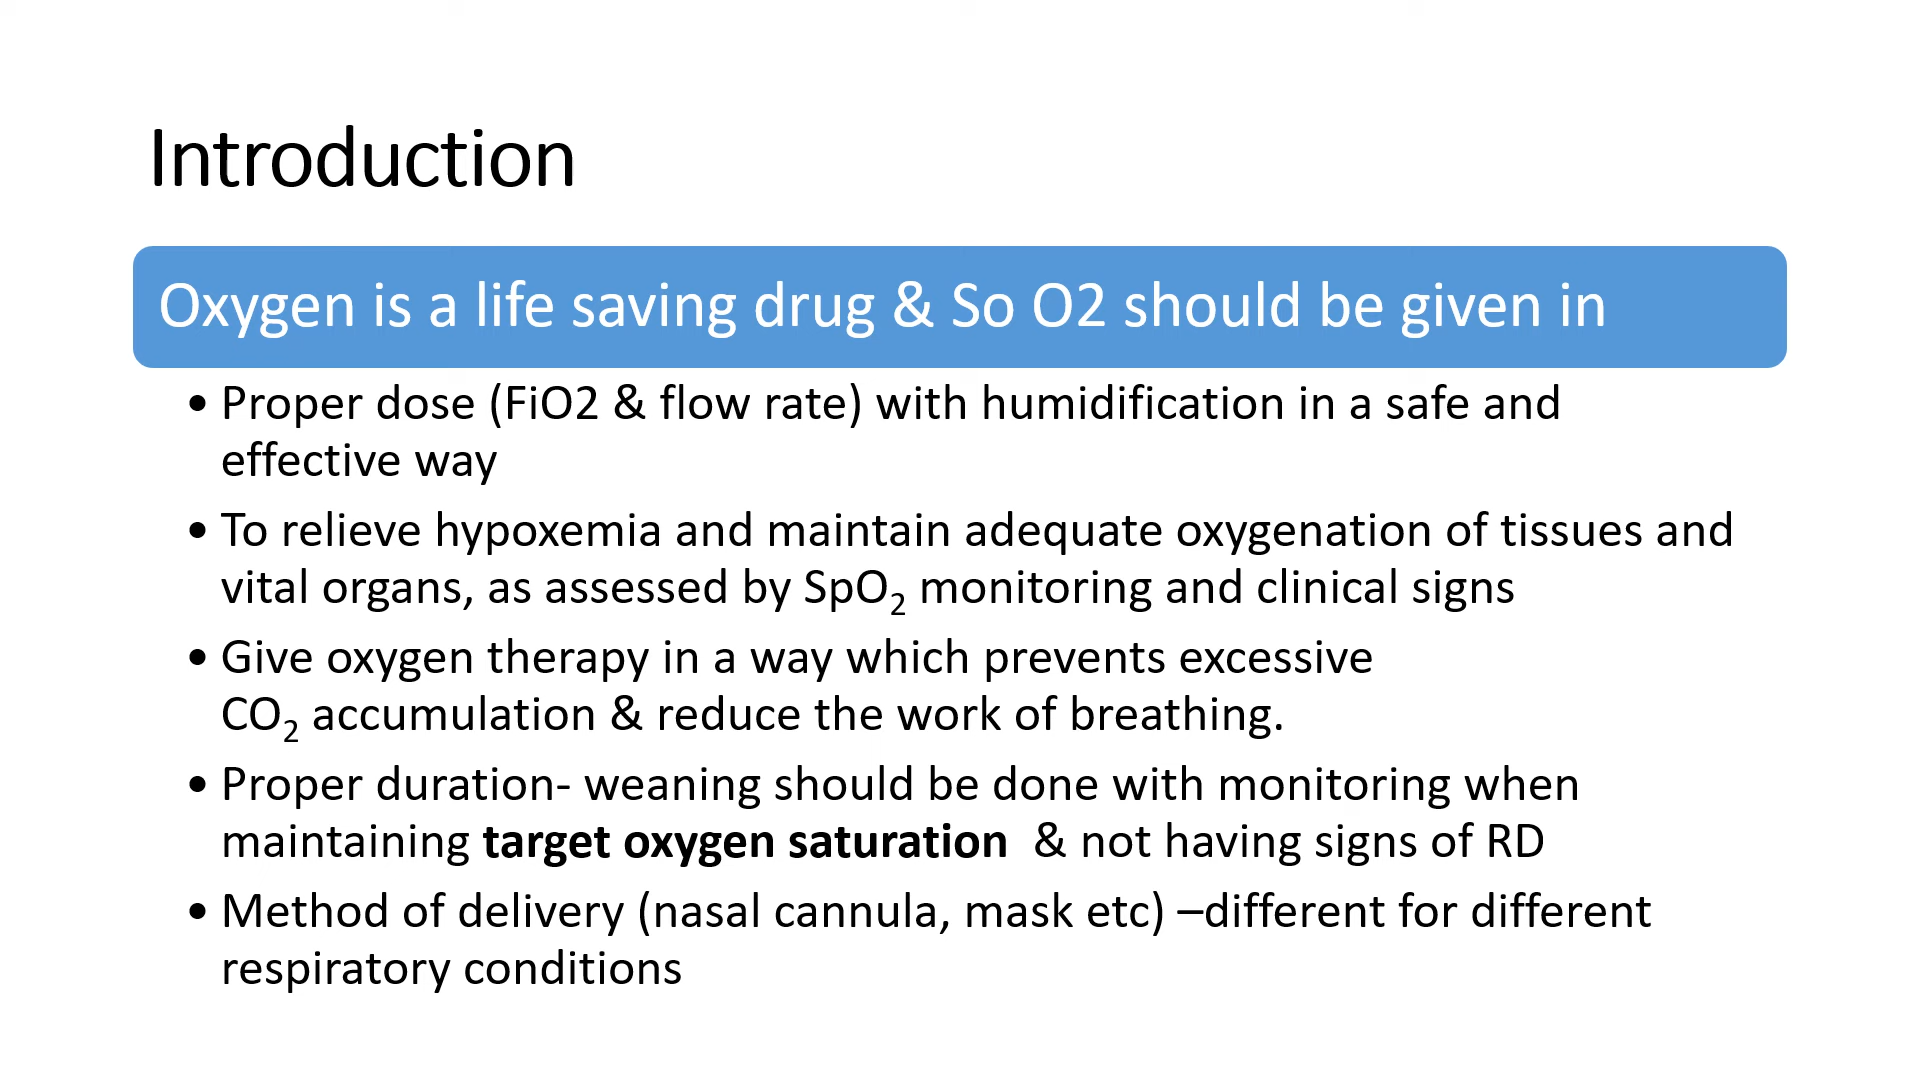 Introduction
Oxygen is a life saving drug & So O2 should be given in
• Proper dose (FiO2 & flow rate) with humidification in a safe and
effective way
• To relieve hypoxemia and maintain adequate oxygenation of tissues and
vital organs, as assessed by SpO₂ monitoring and clinical signs
• Give oxygen therapy in a way which prevents excessive
CO₂ accumulation & reduce the work of breathing.
• Proper duration- weaning should be done with monitoring when
maintaining target oxygen saturation & not having signs of RD
• Method of delivery (nasal cannula, mask etc) –different for different
respiratory conditions